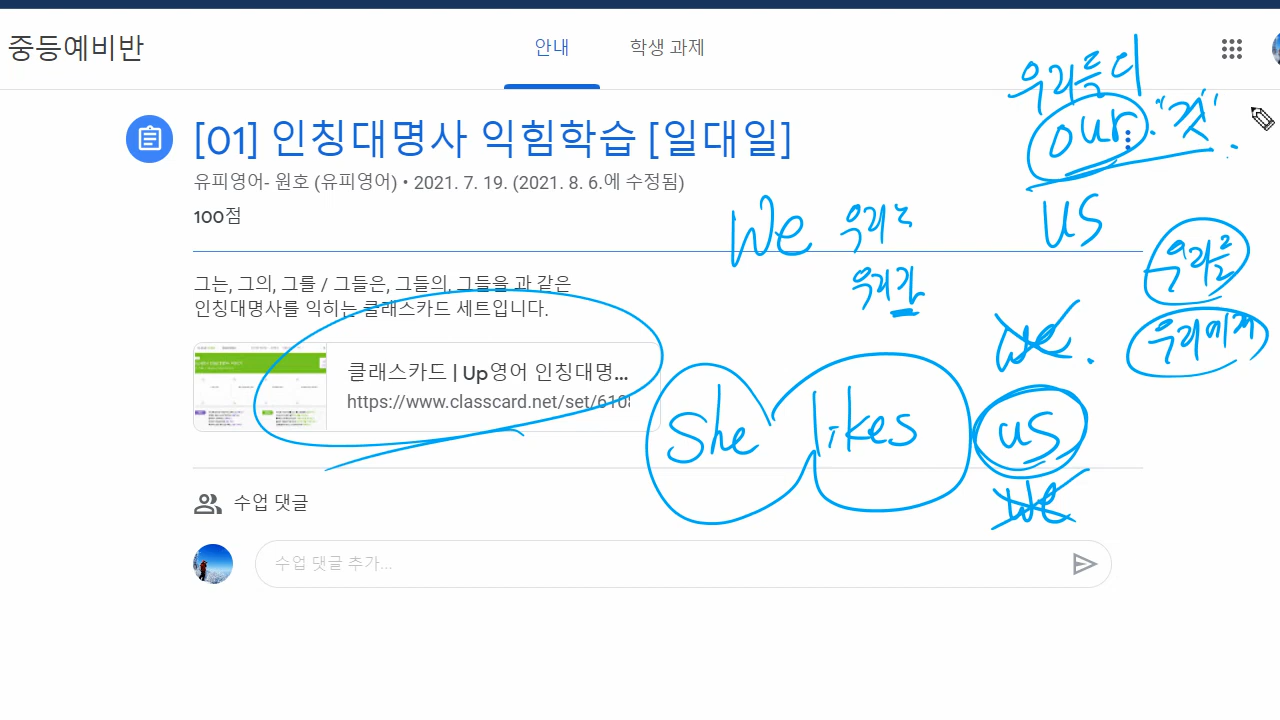 중등예비반
안내
학생 과제
[01] 인칭대명사 익힘학습 [일대일]
유피영어- 원호 (유피영어) • 2021. 7. 19. (2021. 8. 6.에 수정됨)
100점
그는, 그의, 그를 / 그들은, 그들의, 그들을 과 같은
인칭대명사를 익히는 클래스카드 세트입니다.
클래스카드 | Up영어 인칭대명...
https://www.classcard.net/set/610
수업 댓글
수업 댓글 추가...
our. "것".
us
We 우리는
우리가
우리를
우리에게
we.
she likes us
we